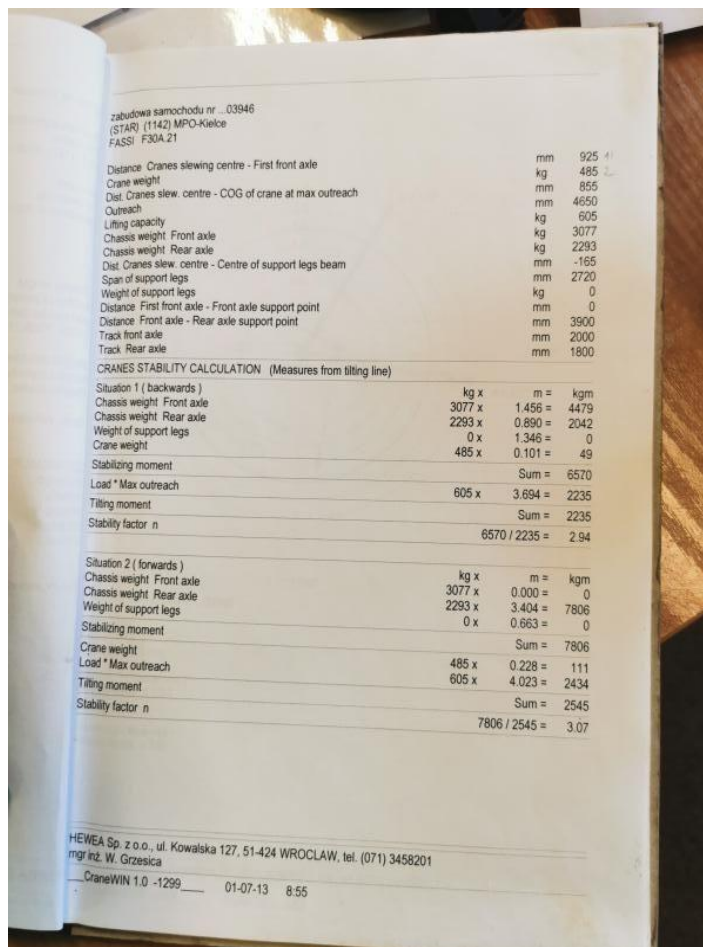 zabudowa samochodu nr ...03946
(STAR) (1142) MPO-Kielce
FASSI F30A.21
Distance Cranes slewing centre - First front axle mm 925
Crane weight kg 485
Dist. Cranes slew. centre - COG of crane at max outreach mm 855
Outreach mm 4650
Lifting capacity kg 605
Chassis weight Front axle kg 3077
Chassis weight Rear axle kg 2293
Dist. Cranes slew. centre - Centre of support legs beam mm -165
Span of support legs mm 2720
Weight of support legs kg 0
Distance First front axle - Front axle support point mm 0
Distance Front axle - Rear axle support point mm 3900
Track front axle mm 2000
Track Rear axle mm 1800
CRANES STABILITY CALCULATION (Measures from tilting line)
Situation 1 ( backwards ) kg x m = kgm
Chassis weight Front axle 3077 x 1.456 = 4479
Chassis weight Rear axle 2293 x 0.890 = 2042
Weight of support legs 0 x 1.346 = 0
Crane weight 485 x 0.101 = 49
Stabilizing moment Sum = 6570
Load * Max outreach 605 x 3.694 = 2235
Tilting moment Sum = 2235
Stability factor n 6570 / 2235 = 2.94
Situation 2 ( forwards ) kg x m = kgm
Chassis weight Front axle 3077 x 0.000 = 0
Chassis weight Rear axle 2293 x 3.404 = 7806
Weight of support legs 0 x 0.663 = 0
Stabilizing moment Sum = 7806
Crane weight 485 x 0.228 = 111
Load * Max outreach 605 x 4.023 = 2434
Tilting moment Sum = 2545
Stability factor n 7806 / 2545 = 3.07
HEWEA Sp. z o.o., ul. Kowalska 127, 51-424 WROCLAW, tel. (071) 3458201
mgr inż. W. Grzesica
__CraneWIN 1.0 -1299____ 01-07-13 8:55